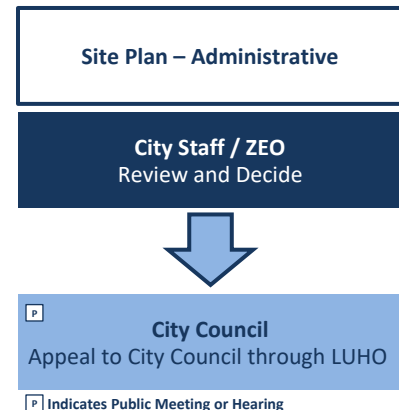 Site Plan – Administrative
City Staff / ZEO
Review and Decide
P
City Council
Appeal to City Council through LUHO
P Indicates Public Meeting or Hearing